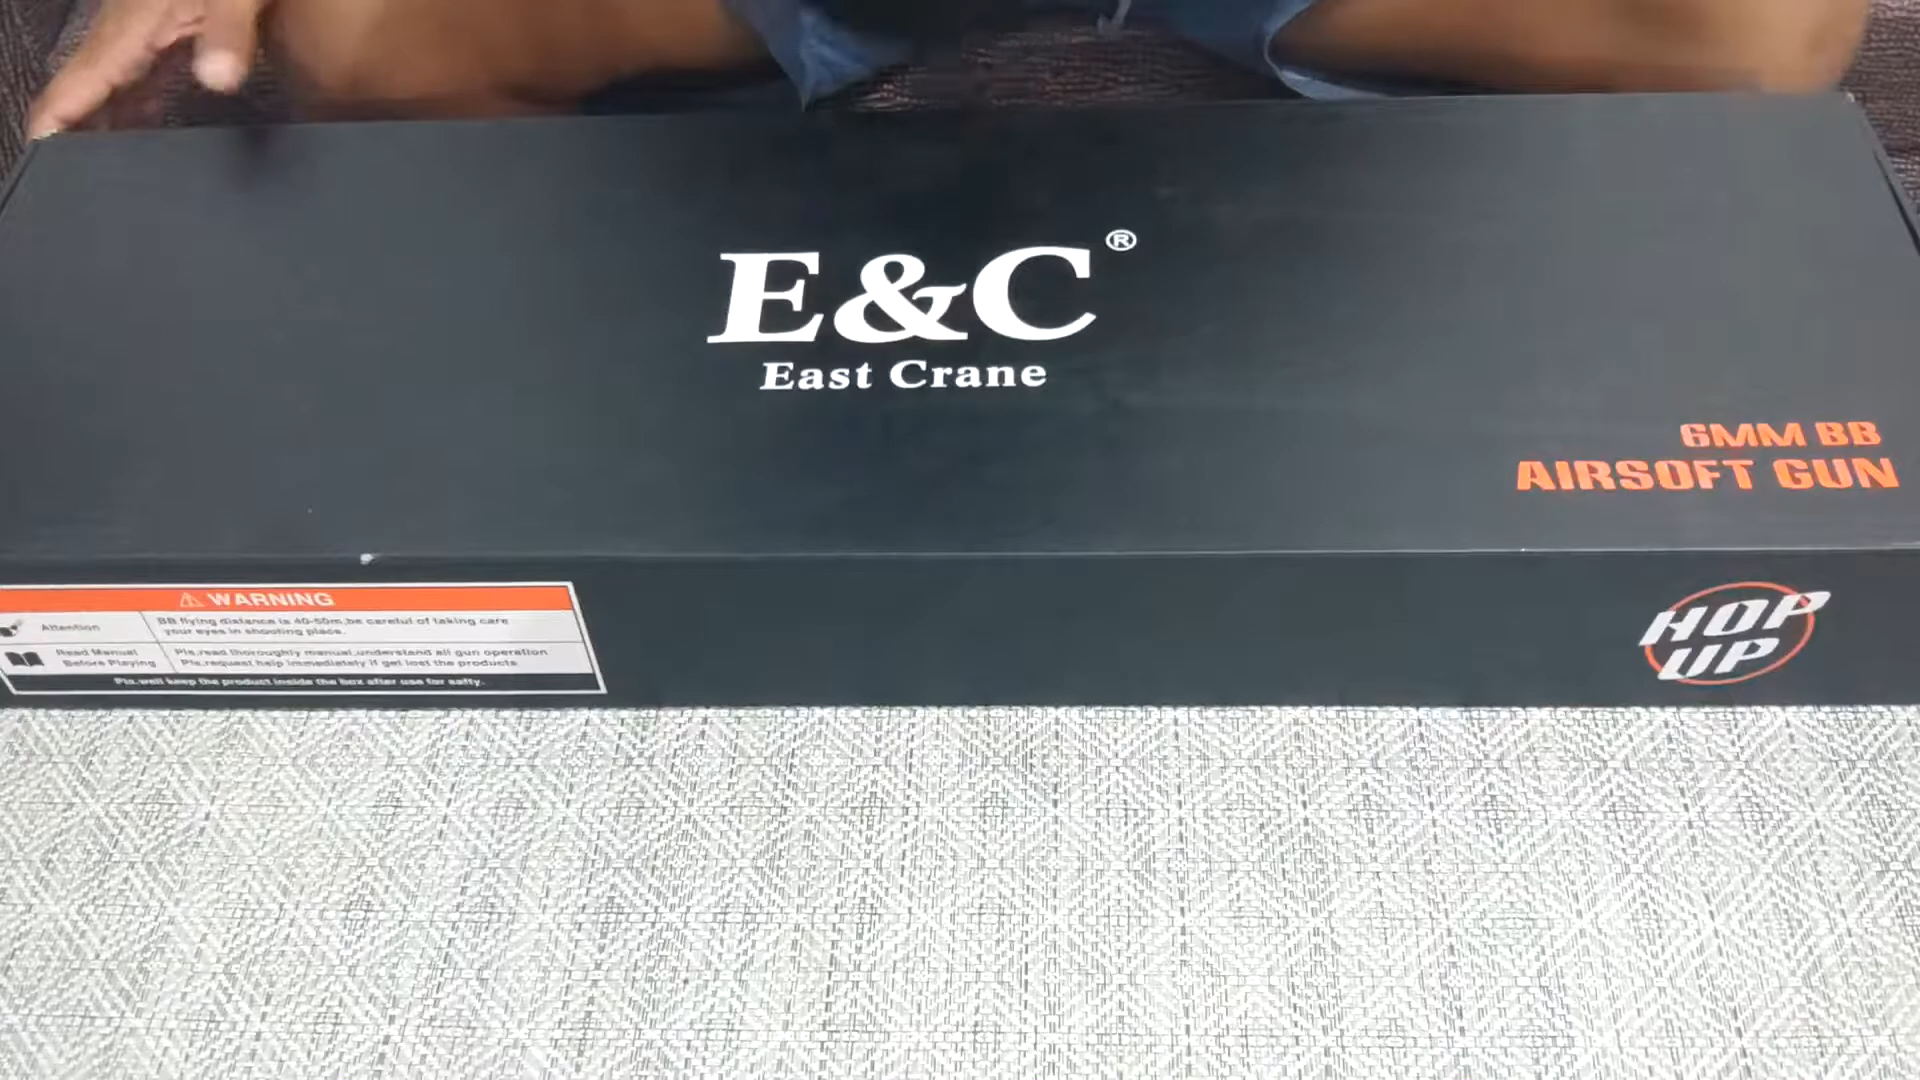 E&C®
East Crane
6MM BB
AIRSOFT GUN
WARNING
Attention
BB flying distance is 40-50m,be careful of taking care
your eyes in shooting place.
Read Manual
Before Playing
Pls.read thoroughly manual,understand all gun operation
Pls.request help immediately if get lost the products
Pls.well keep the product inside the box after use for safty.
HOP
UP